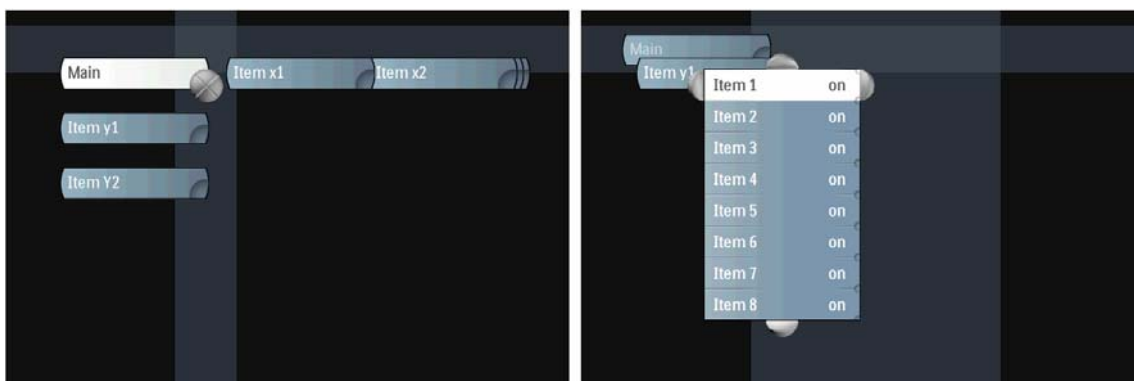 Main
Item x1
Item x2
Item y1
Item Y2
Main
Item y1
Item 1 on
Item 2 on
Item 3 on
Item 4 on
Item 5 on
Item 6 on
Item 7 on
Item 8 on